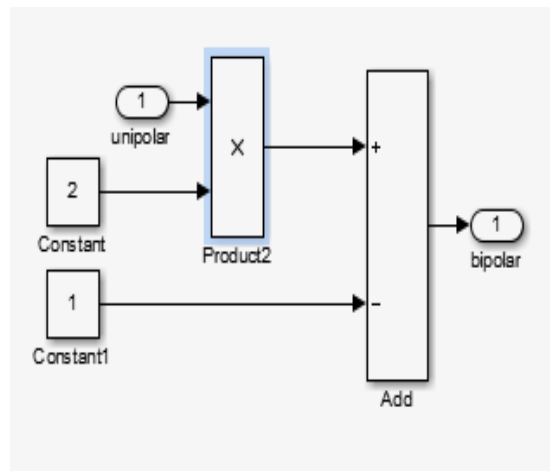 1
unipolar
X
2
Constant
Product2
+
1
bipolar
1
Constant1
−
Add